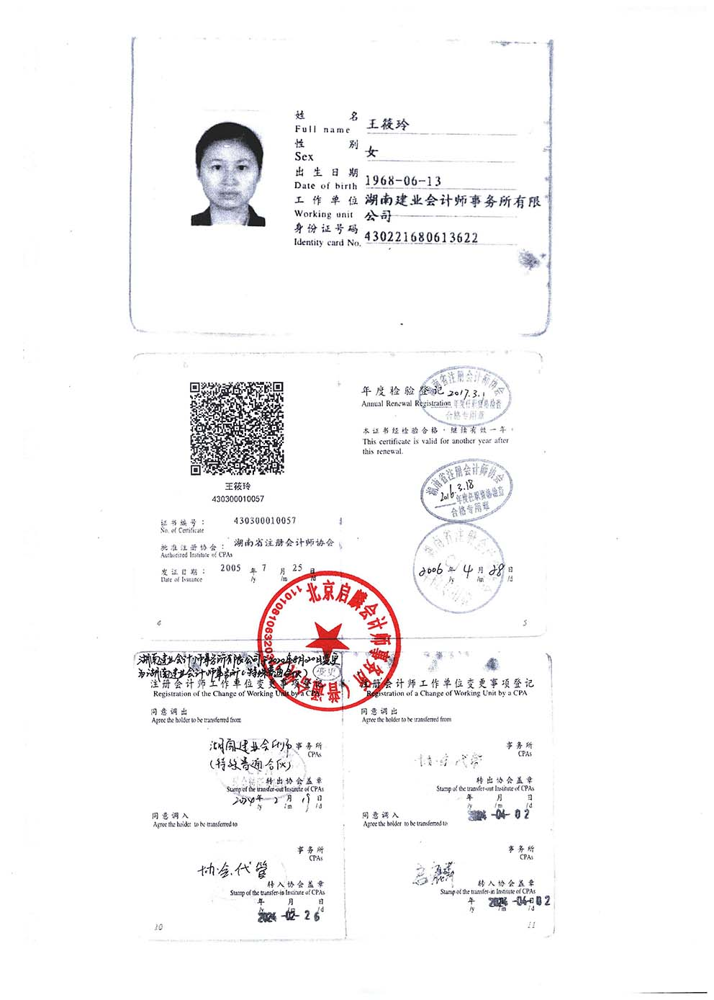 姓 名 王筱玲
Full name
性 别 女
Sex
出生日期 1968-06-13
Date of birth
工作单位 湖南建业会计师事务所有限
Working unit 公司
身份证号码 430221680613622
Identity card No.
王筱玲
430300010057
证书编号: 430300010057
No. of Certificate
批准注册协会: 湖南省注册会计师协会
Authorized Institute of CPAs
发证日期: 2005 年 7 月 25 日
Date of Issuance /y /m /d
4
年度检验登记 2017.3.1
Annual Renewal Registration
湖南省注册会计师协会
年度任职资格检查
合格专用章
本证书经检验合格,继续有效一年。
This certificate is valid for another year after
this renewal.
湖南省注册会计师协会
2016.3.18
年度任职资格检查
合格专用章
2006 年 4 月 28 日
/y /m /d
5
北京启麟会计师事务所(普通合伙)
湖南建业会计师事务所有限公司于2020年8月20日变更
为湖南建业会计师事务所(特殊普通合伙)
变更
注册会计师工作单位变更事项登记
Registration of the Change of Working Unit by a CPA
同意调出
Agree the holder to be transferred from
湖南建业会计师 事务所
CPAs
(特殊普通合伙)
转出协会盖章
Stamp of the transfer-out Institute of CPAs
2024 年 2 月 19 日
/y /m /d
同意调入
Agree the holder to be transferred to
事务所
CPAs
协会代管
转入协会盖章
Stamp of the transfer-in Institute of CPAs
年 月 日
2024-02-26
10
注册会计师工作单位变更事项登记
Registration of a Change of Working Unit by a CPA
同意调出
Agree the holder to be transferred from
事务所
CPAs
协会代管
转出协会盖章
Stamp of the transfer-out Institute of CPAs
年 月 日
/y /m /d
2024-04-02
同意调入
Agree the holder to be transferred to
事务所
CPAs
启麟
转入协会盖章
Stamp of the transfer-in Institute of CPAs
年 月 日
2024-04-02
/y /m /d
11